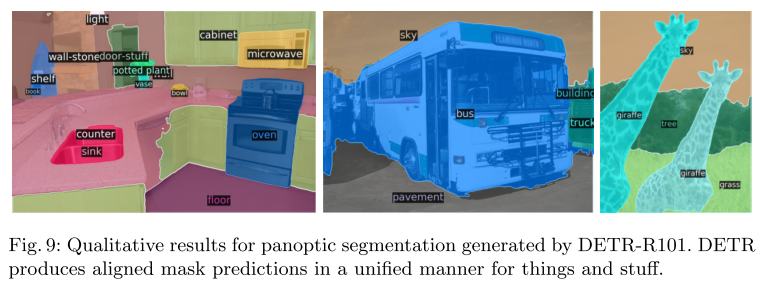 light
cabinet
wall-stone
door-stuff
microwave
potted plant
wall
shelf
vase
book
bowl
counter
oven
sink
floor
sky
building
bus
truck
pavement
sky
giraffe
tree
giraffe
grass
Fig. 9: Qualitative results for panoptic segmentation generated by DETR-R101. DETR
produces aligned mask predictions in a unified manner for things and stuff.